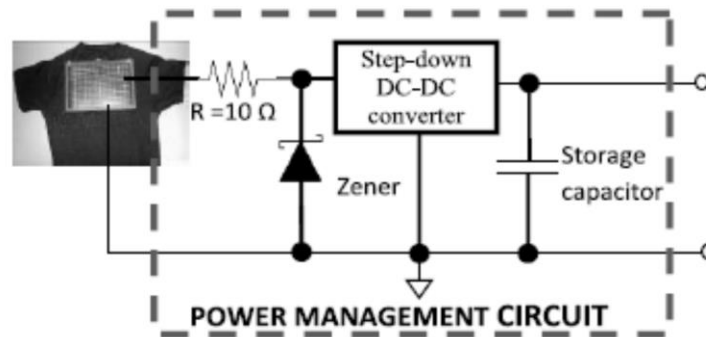 Step-down
DC-DC
converter
R =10 Ω
Zener
Storage
capacitor
POWER MANAGEMENT CIRCUIT